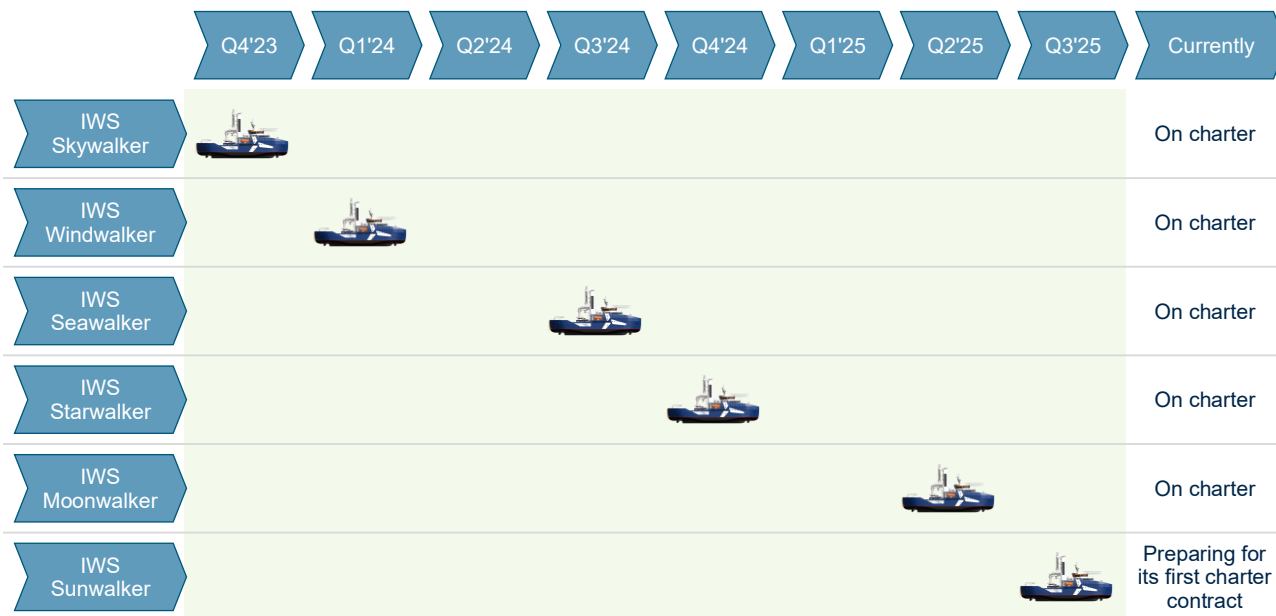 Q4'23
Q1'24
Q2'24
Q3'24
Q4'24
Q1'25
Q2'25
Q3'25
Currently
IWS
Skywalker
On charter
IWS
Windwalker
On charter
IWS
Seawalker
On charter
IWS
Starwalker
On charter
IWS
Moonwalker
On charter
IWS
Sunwalker
Preparing for
its first charter
contract